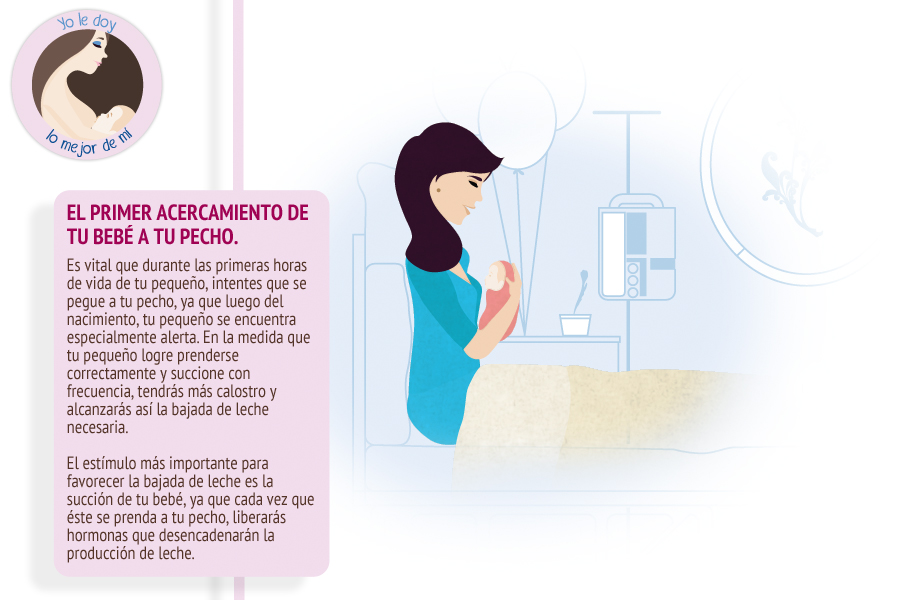 Yo le doy
lo mejor de mí
EL PRIMER ACERCAMIENTO DE
TU BEBÉ A TU PECHO.
Es vital que durante las primeras horas
de vida de tu pequeño, intentes que se
pegue a tu pecho, ya que luego del
nacimiento, tu pequeño se encuentra
especialmente alerta. En la medida que
tu pequeño logre prenderse
correctamente y succione con
frecuencia, tendrás más calostro y
alcanzarás así la bajada de leche
necesaria.
El estímulo más importante para
favorecer la bajada de leche es la
succión de tu bebé, ya que cada vez que
éste se prenda a tu pecho, liberarás
hormonas que desencadenarán la
producción de leche.